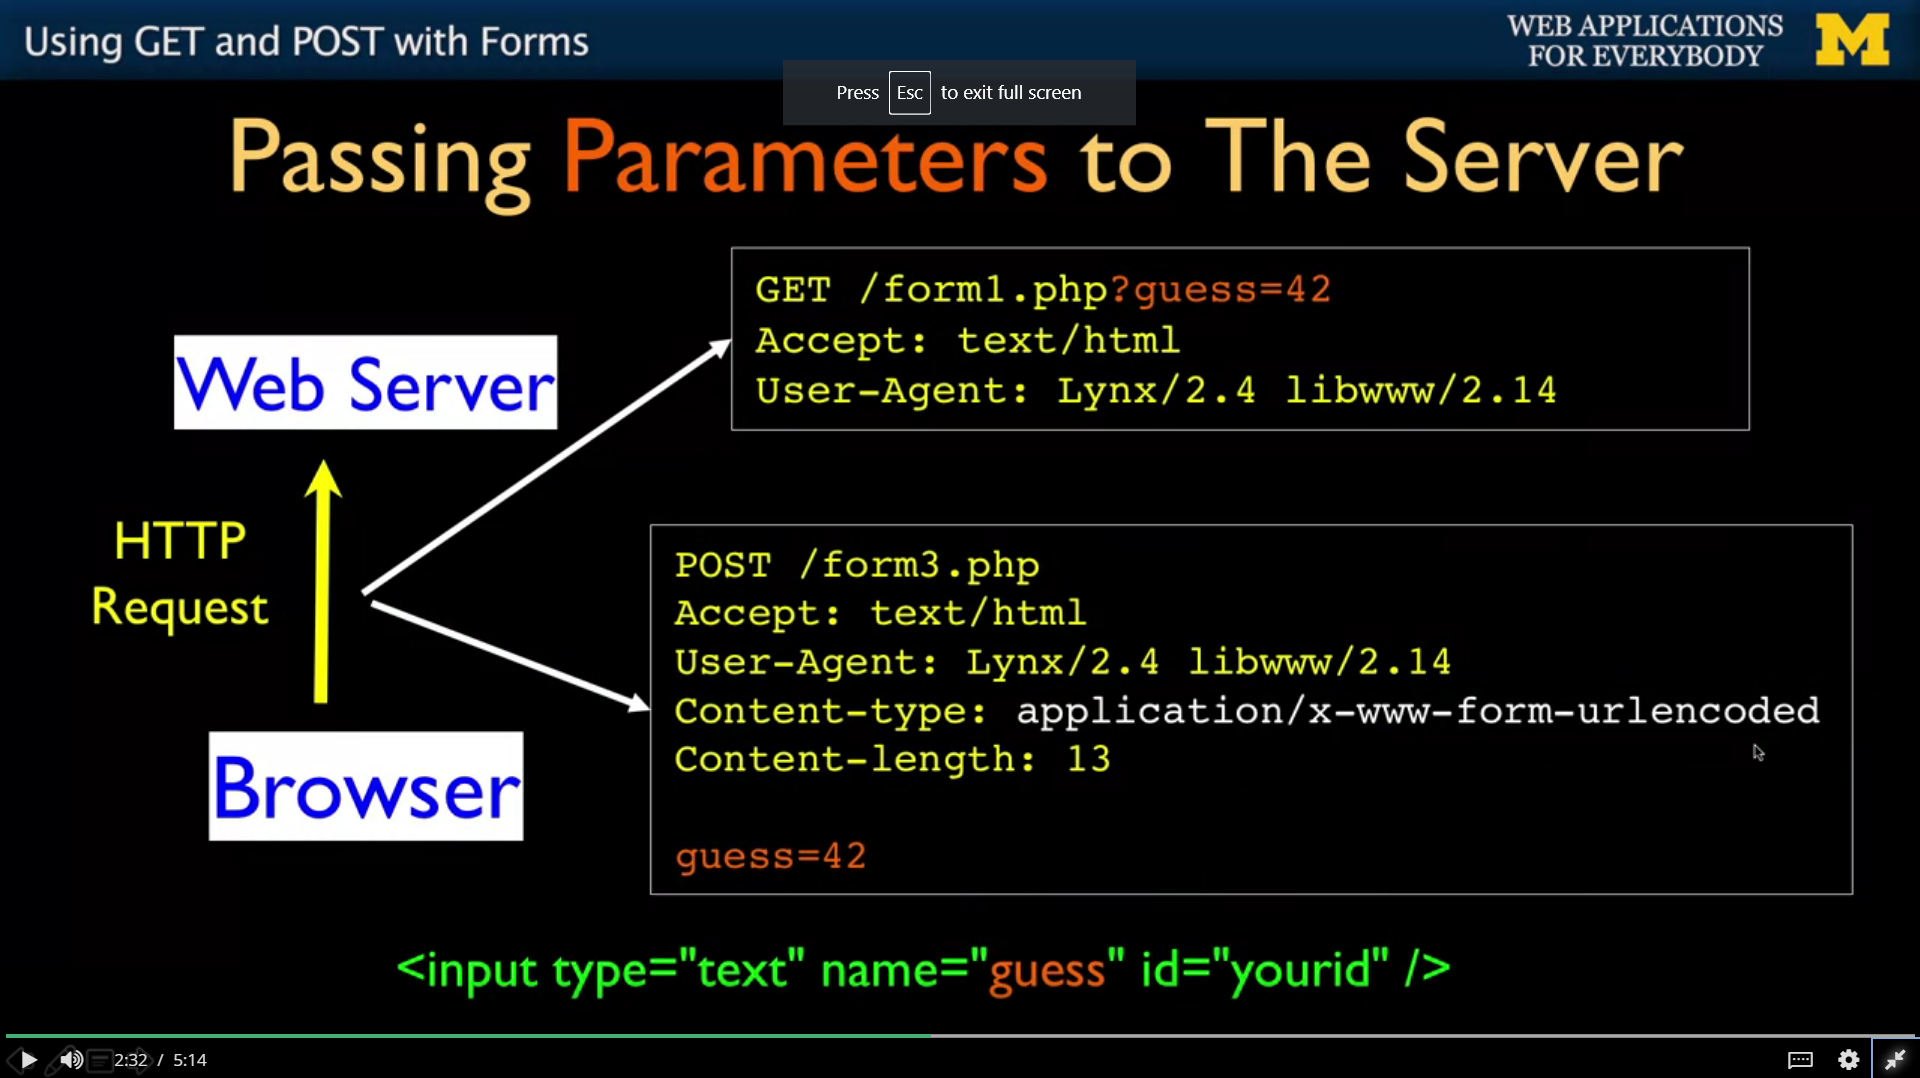 Using GET and POST with Forms
WEB APPLICATIONS
FOR EVERYBODY
M
Press Esc to exit full screen
Passing Parameters to The Server
GET /form1.php?guess=42
Accept: text/html
User-Agent: Lynx/2.4 libwww/2.14
Web Server
HTTP
Request
Browser
POST /form3.php
Accept: text/html
User-Agent: Lynx/2.4 libwww/2.14
Content-type: application/x-www-form-urlencoded
Content-length: 13
guess=42
<input type="text" name="guess" id="yourid" />
2:32 / 5:14